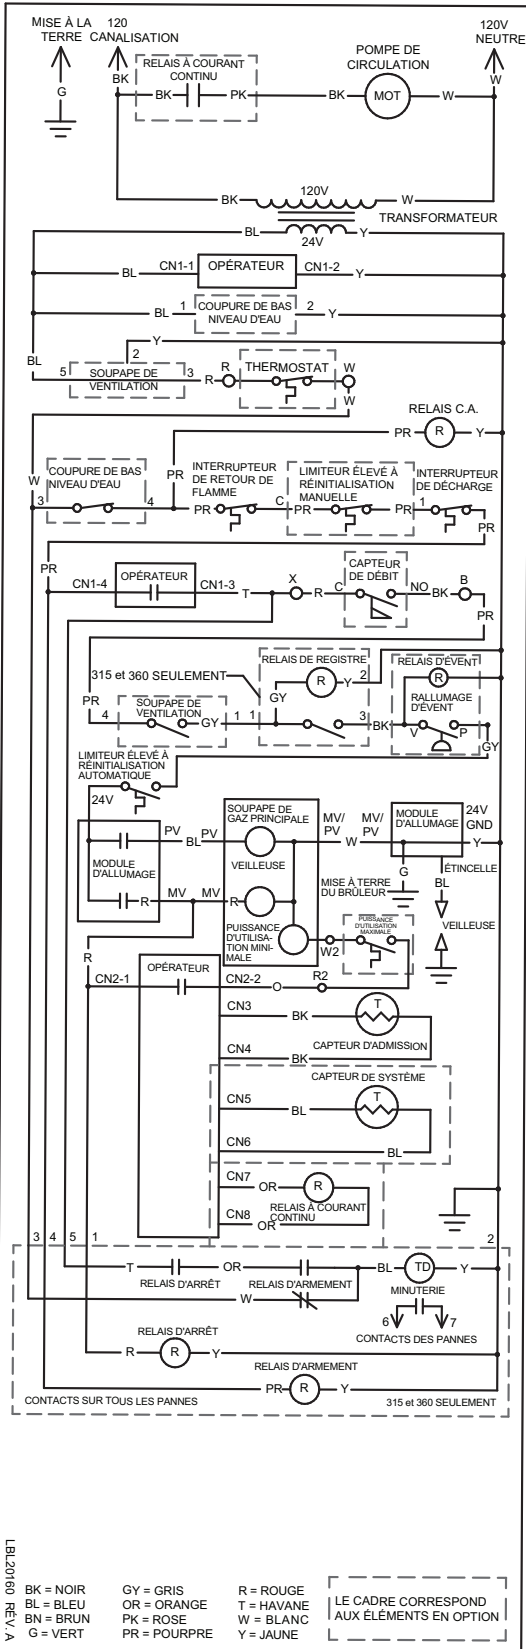 MISE À LA TERRE
120 CANALISATION
120V NEUTRE
BK
G
RELAIS À COURANT CONTINU
BK
PK
POMPE DE CIRCULATION
BK
MOT
W
W
BK
120V
W
TRANSFORMATEUR
BL
24V
Y
BL
CN1-1
OPÉRATEUR
CN1-2
Y
BL
1
COUPURE DE BAS NIVEAU D'EAU
2
Y
Y
2
BL
5
SOUPAPE DE VENTILATION
3
R
R
THERMOSTAT
W
W
RELAIS C.A.
PR
R
Y
W
3
COUPURE DE BAS NIVEAU D'EAU
4
PR
INTERRUPTEUR DE RETOUR DE FLAMME
PR
C
LIMITEUR ÉLEVÉ À RÉINITIALISATION MANUELLE
PR
PR
INTERRUPTEUR DE DÉCHARGE
1
PR
PR
CN1-4
OPÉRATEUR
CN1-3
T
X
R
C
CAPTEUR DE DÉBIT
NO
BK
B
PR
315 et 360 SEULEMENT
RELAIS DE REGISTRE
R
Y
2
GY
RELAIS D'ÉVENT
R
RALLUMAGE D'ÉVENT
PR
4
SOUPAPE DE VENTILATION
GY
1
1
3
BK
V
P
GY
LIMITEUR ÉLEVÉ À RÉINITIALISATION AUTOMATIQUE
24V
MODULE D'ALLUMAGE
PV
BL
PV
SOUPAPE DE GAZ PRINCIPALE
VEILLEUSE
MV/PV
W
MV/PV
MODULE D'ALLUMAGE
24V GND
Y
G
ÉTINCELLE
BL
R
MV
MV
R
MISE À TERRE DU BRÛLEUR
VEILLEUSE
PUISSANCE D'UTILISATION MINIMALE
W2
PUISSANCE D'UTILISATION MAXIMALE
R
CN2-1
OPÉRATEUR
CN2-2
O
R2
CN3
BK
T
CAPTEUR D'ADMISSION
CN4
BK
CAPTEUR DE SYSTÈME
CN5
BL
T
CN6
BL
CN7
OR
R
RELAIS À COURANT CONTINU
CN8
OR
3
4
5
1
2
T
RELAIS D'ARRÊT
OR
RELAIS D'ARMEMENT
BL
TD
Y
MINUTERIE
W
6
7
CONTACTS DES PANNES
RELAIS D'ARRÊT
R
R
Y
RELAIS D'ARMEMENT
PR
R
Y
CONTACTS SUR TOUS LES PANNES
315 et 360 SEULEMENT
LBL20160 RÉV. A
BK = NOIR
BL = BLEU
BN = BRUN
G = VERT
GY = GRIS
OR = ORANGE
PK = ROSE
PR = POURPRE
R = ROUGE
T = HAVANE
W = BLANC
Y = JAUNE
LE CADRE CORRESPOND
AUX ÉLÉMENTS EN OPTION